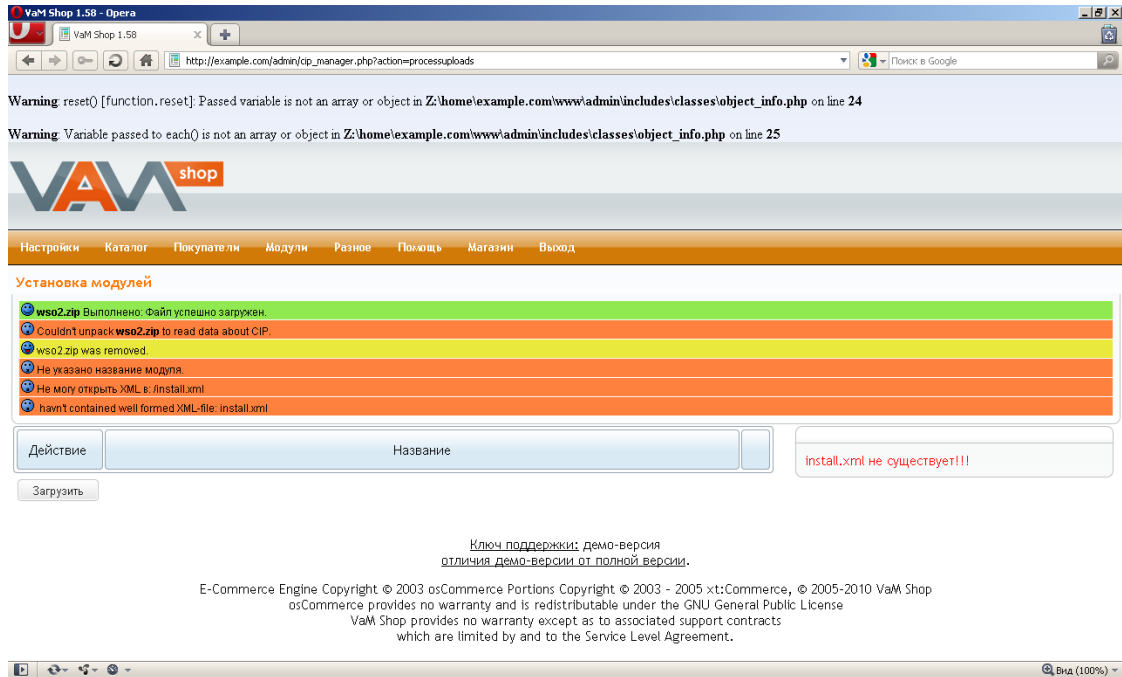 VaM Shop 1.58 - Opera
VaM Shop 1.58
http://example.com/admin/cip_manager.php?action=processuploads
Поиск в Google
Warning: reset() [function.reset]: Passed variable is not an array or object in Z:\home\example.com\www\admin\includes\classes\object_info.php on line 24
Warning: Variable passed to each() is not an array or object in Z:\home\example.com\www\admin\includes\classes\object_info.php on line 25
VAM shop
Настройки Каталог Покупатели Модули Разное Помощь Магазин Выход
Установка модулей
wso2.zip Выполнено: Файл успешно загружен.
Couldn't unpack wso2.zip to read data about CIP.
wso2.zip was removed.
Не указано название модуля.
Не могу открыть XML в: /install.xml
havn't contained well formed XML-file: install.xml
Действие Название
install.xml не существует!!!
Загрузить
Ключ поддержки: демо-версия
отличия демо-версии от полной версии.
E-Commerce Engine Copyright © 2003 osCommerce Portions Copyright © 2003 - 2005 xt:Commerce, © 2005-2010 VaM Shop
osCommerce provides no warranty and is redistributable under the GNU General Public License
VaM Shop provides no warranty except as to associated support contracts
which are limited by and to the Service Level Agreement.
Вид (100%)